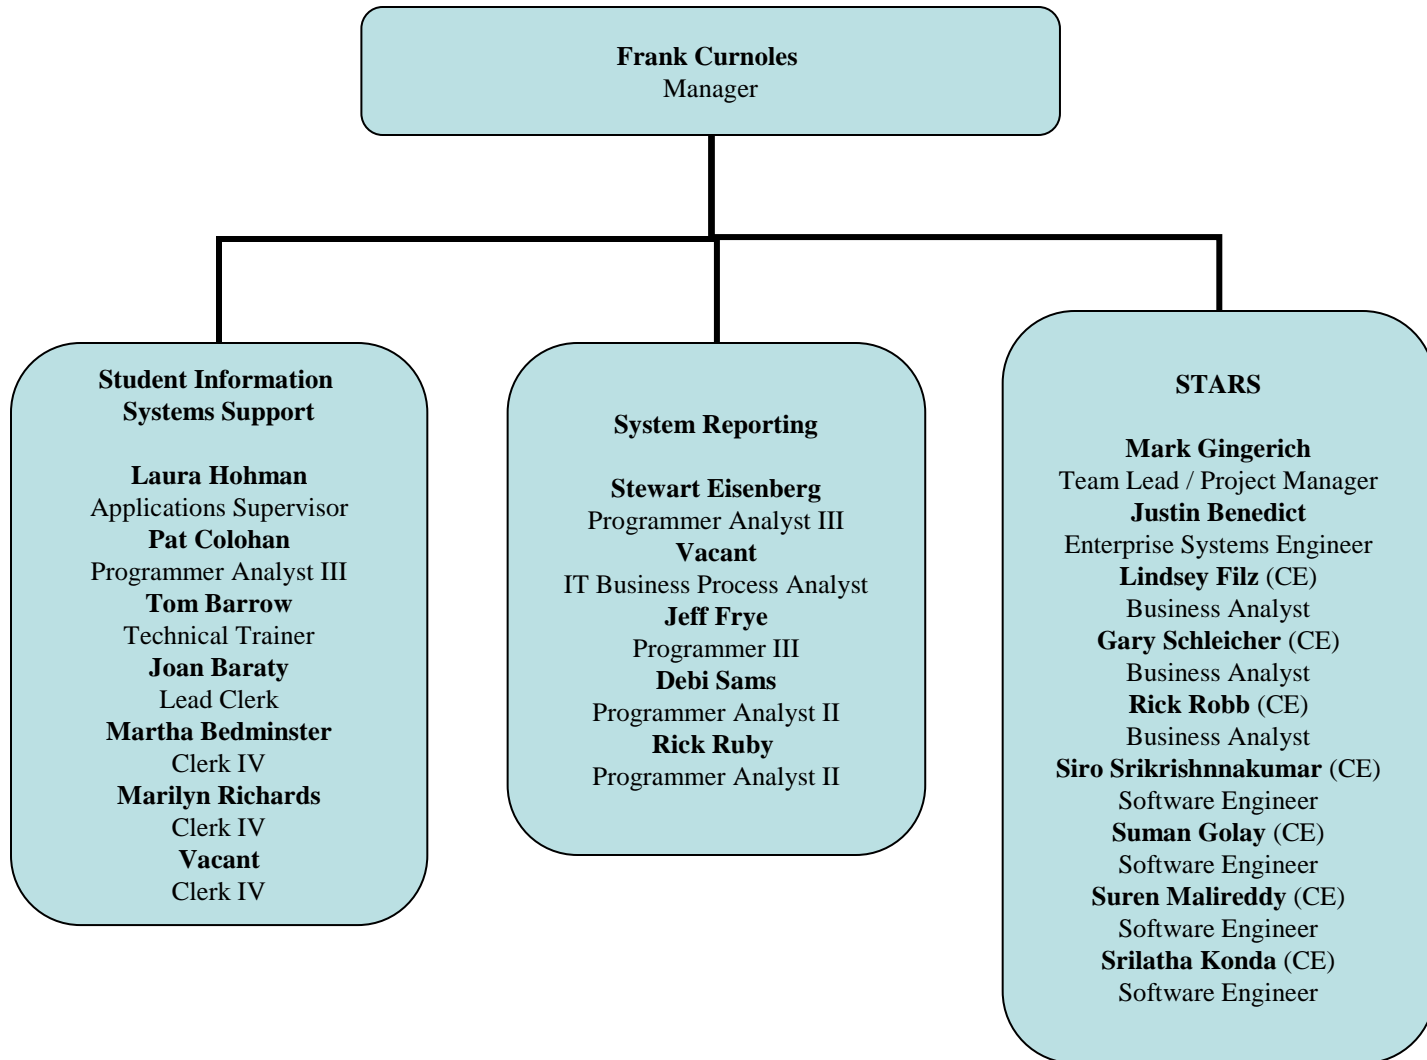 Frank Curnoles
Manager
Student Information
Systems Support
Laura Hohman
Applications Supervisor
Pat Colohan
Programmer Analyst III
Tom Barrow
Technical Trainer
Joan Baraty
Lead Clerk
Martha Bedminster
Clerk IV
Marilyn Richards
Clerk IV
Vacant
Clerk IV
System Reporting
Stewart Eisenberg
Programmer Analyst III
Vacant
IT Business Process Analyst
Jeff Frye
Programmer III
Debi Sams
Programmer Analyst II
Rick Ruby
Programmer Analyst II
STARS
Mark Gingerich
Team Lead / Project Manager
Justin Benedict
Enterprise Systems Engineer
Lindsey Filz (CE)
Business Analyst
Gary Schleicher (CE)
Business Analyst
Rick Robb (CE)
Business Analyst
Siro Srikrishnnakumar (CE)
Software Engineer
Suman Golay (CE)
Software Engineer
Suren Malireddy (CE)
Software Engineer
Srilatha Konda (CE)
Software Engineer